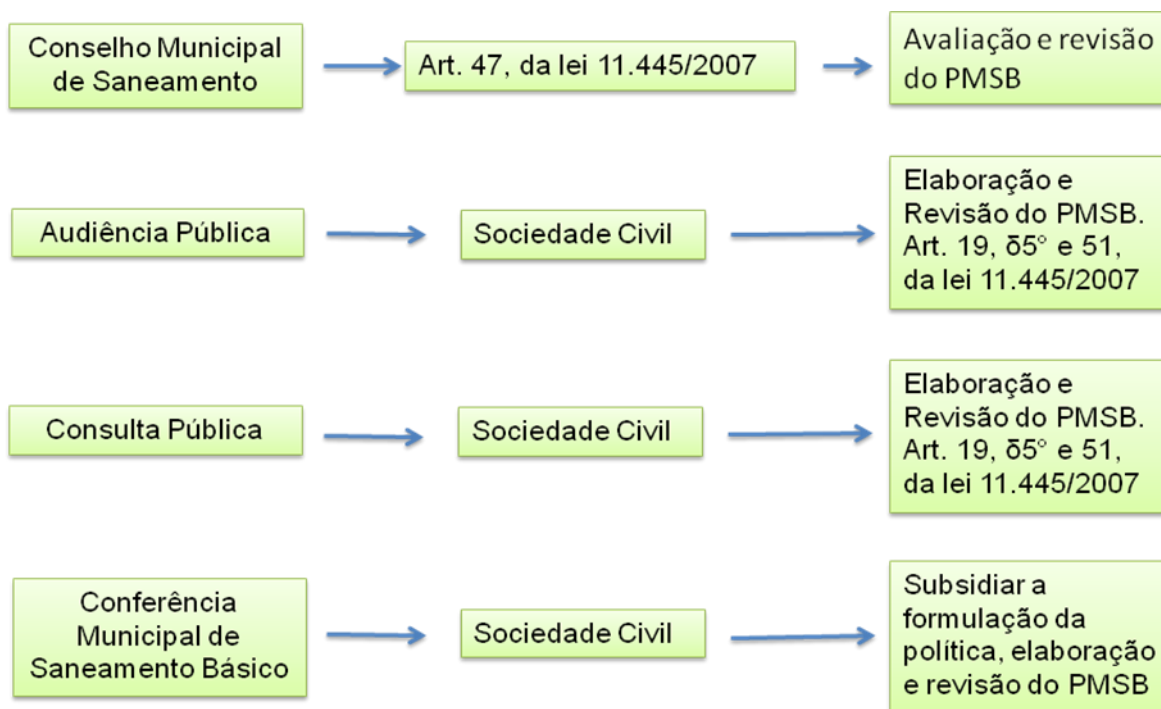 Conselho Municipal
de Saneamento
Art. 47, da lei 11.445/2007
Avaliação e revisão
do PMSB
Audiência Pública
Sociedade Civil
Elaboração e
Revisão do PMSB.
Art. 19, δ5° e 51,
da lei 11.445/2007
Consulta Pública
Sociedade Civil
Elaboração e
Revisão do PMSB.
Art. 19, δ5° e 51,
da lei 11.445/2007
Conferência
Municipal de
Saneamento Básico
Sociedade Civil
Subsidiar a
formulação da
política, elaboração
e revisão do PMSB